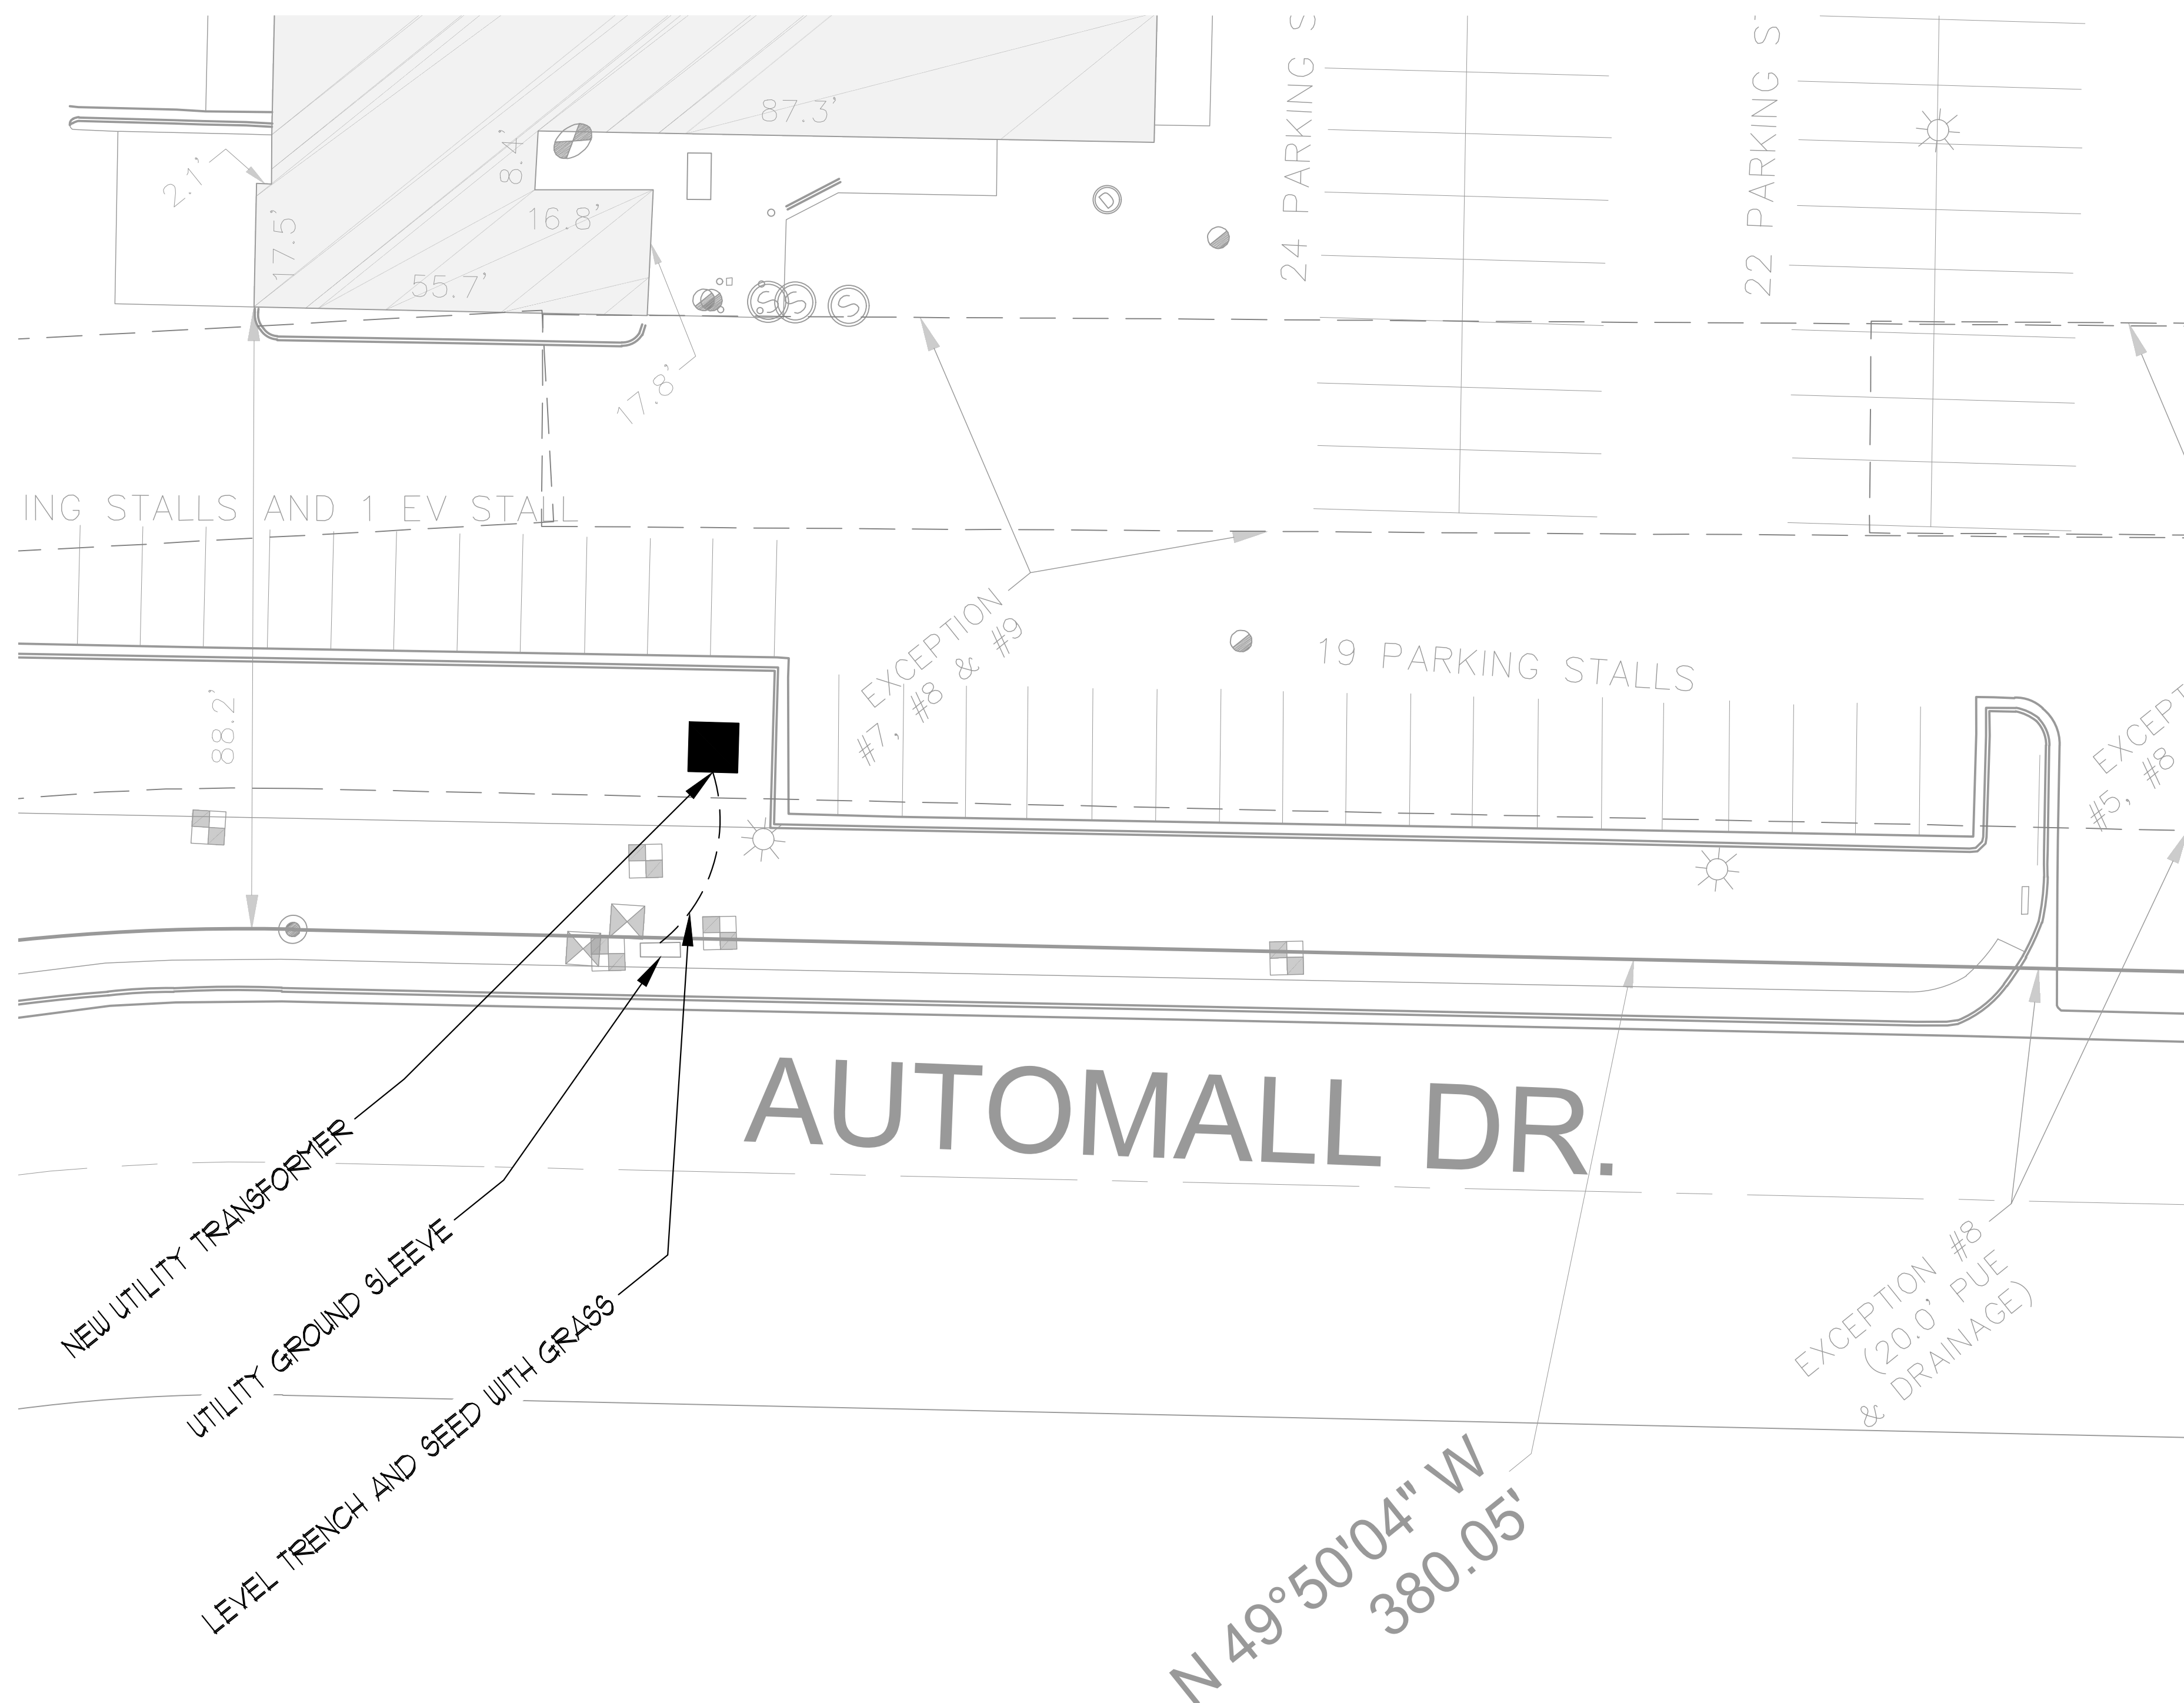 87.3’
8.4’
2.1’
16.8’
17.5’
55.7’
D
S
S
S
17.8’
24 PARKING
22 PARKING
STALLS AND 1 EV STALL
EXCEPTION
#7, #8 & #9
19 PARKING STALLS
88.2’
#5, #8
AUTOMALL DR.
NEW UTILITY TRANSFORMER
UTILITY GROUND SLEEVE
LEVEL TRENCH AND SEED WITH GRASS
EXCEPTION #8
(20.0’ PUE
& DRAINAGE)
N 49°50'04" W
380.05'